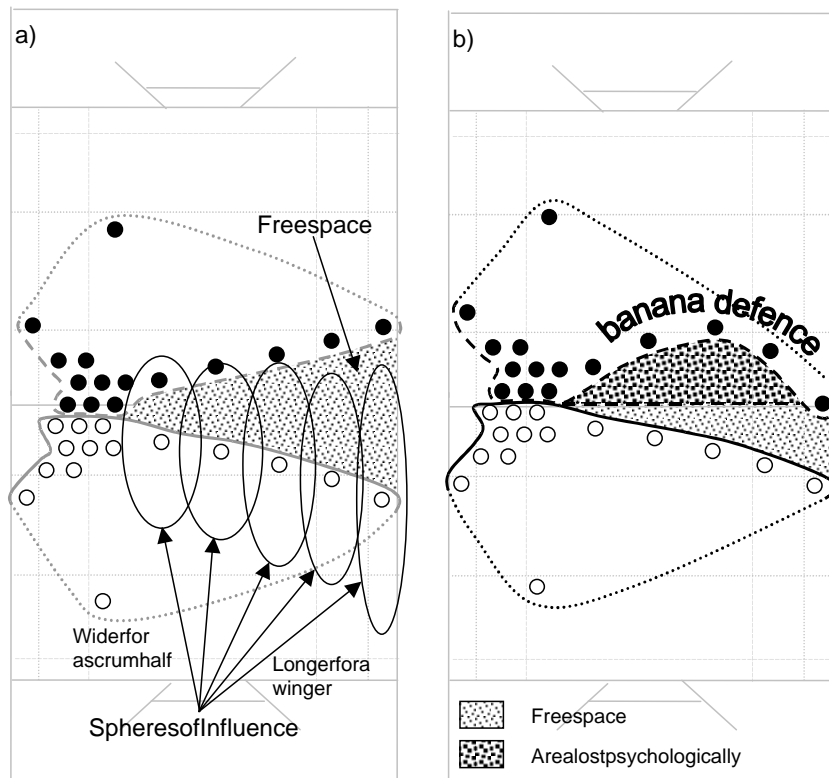 a)
Freespace
Widerfor
ascrumhalf
Longerfora
winger
SpheresofInfluence
b)
banana defence
Freespace
Arealostpsychologically